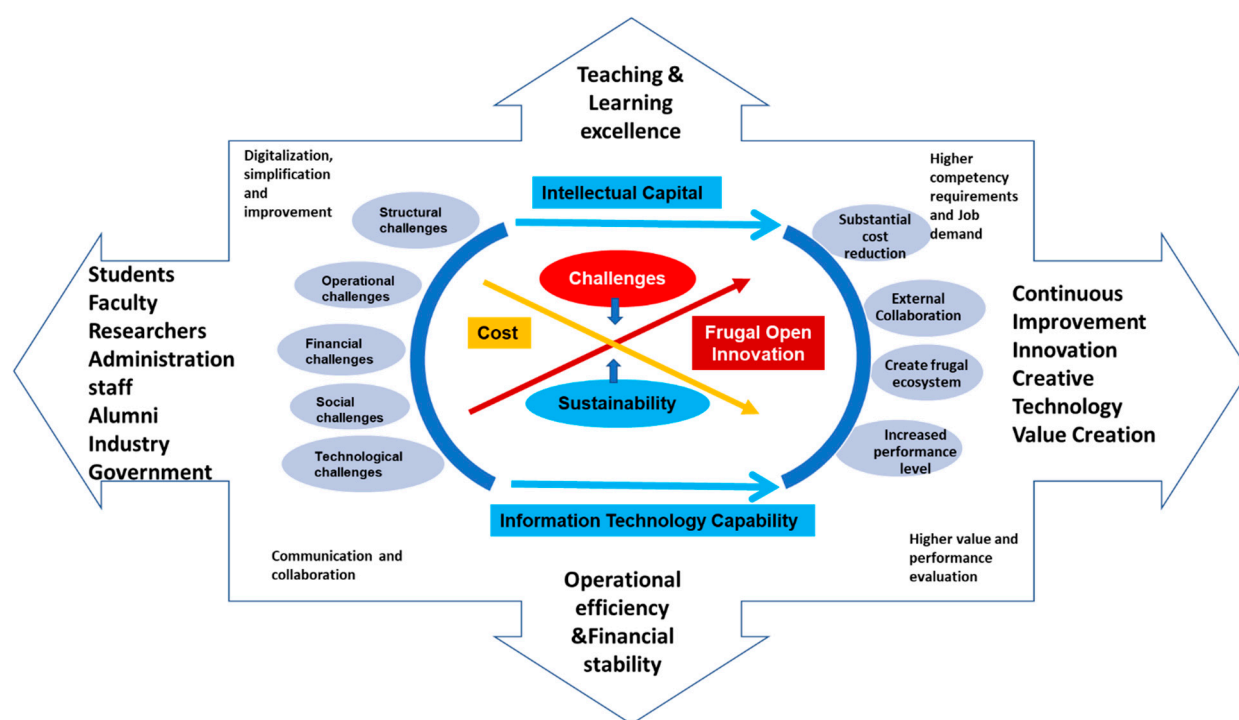 Teaching &
Learning
excellence
Digitalization,
simplification
and
improvement
Higher
competency
requirements
and Job
demand
Intellectual Capital
Structural
challenges
Substantial
cost
reduction
Students
Faculty
Researchers
Administration
staff
Alumni
Industry
Government
Operational
challenges
Challenges
External
Collaboration
Continuous
Improvement
Innovation
Creative
Technology
Value Creation
Financial
challenges
Cost
Frugal Open
Innovation
Create frugal
ecosystem
Social
challenges
Sustainability
Technological
challenges
Increased
performance
level
Information Technology Capability
Communication and
collaboration
Higher value and
performance
evaluation
Operational
efficiency
&Financial
stability